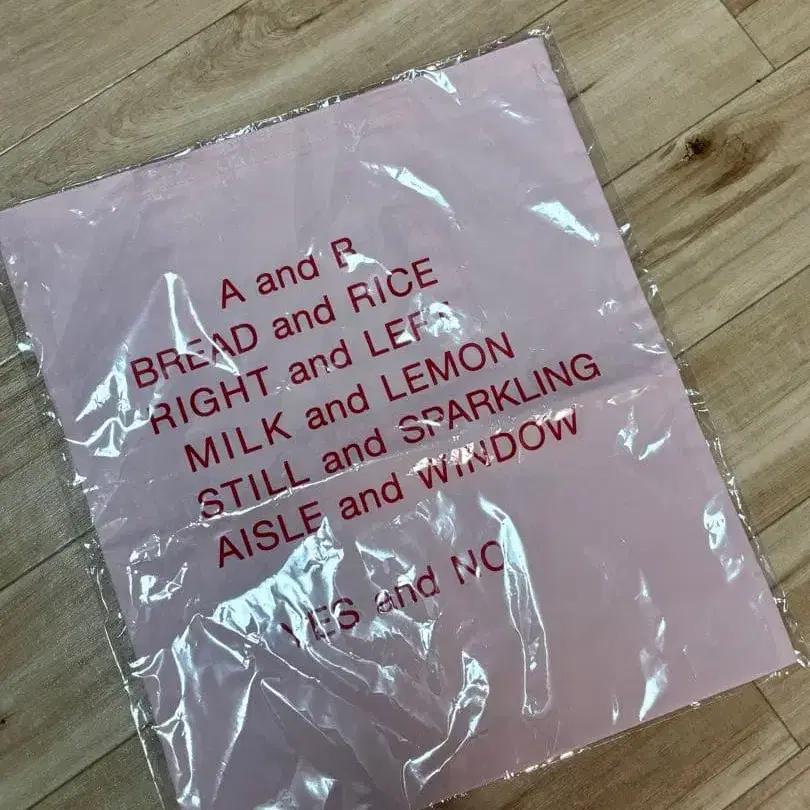 A and B
BREAD and RICE
RIGHT and LEFT
MILK and LEMON
STILL and SPARKLING
AISLE and WINDOW
YES and NO